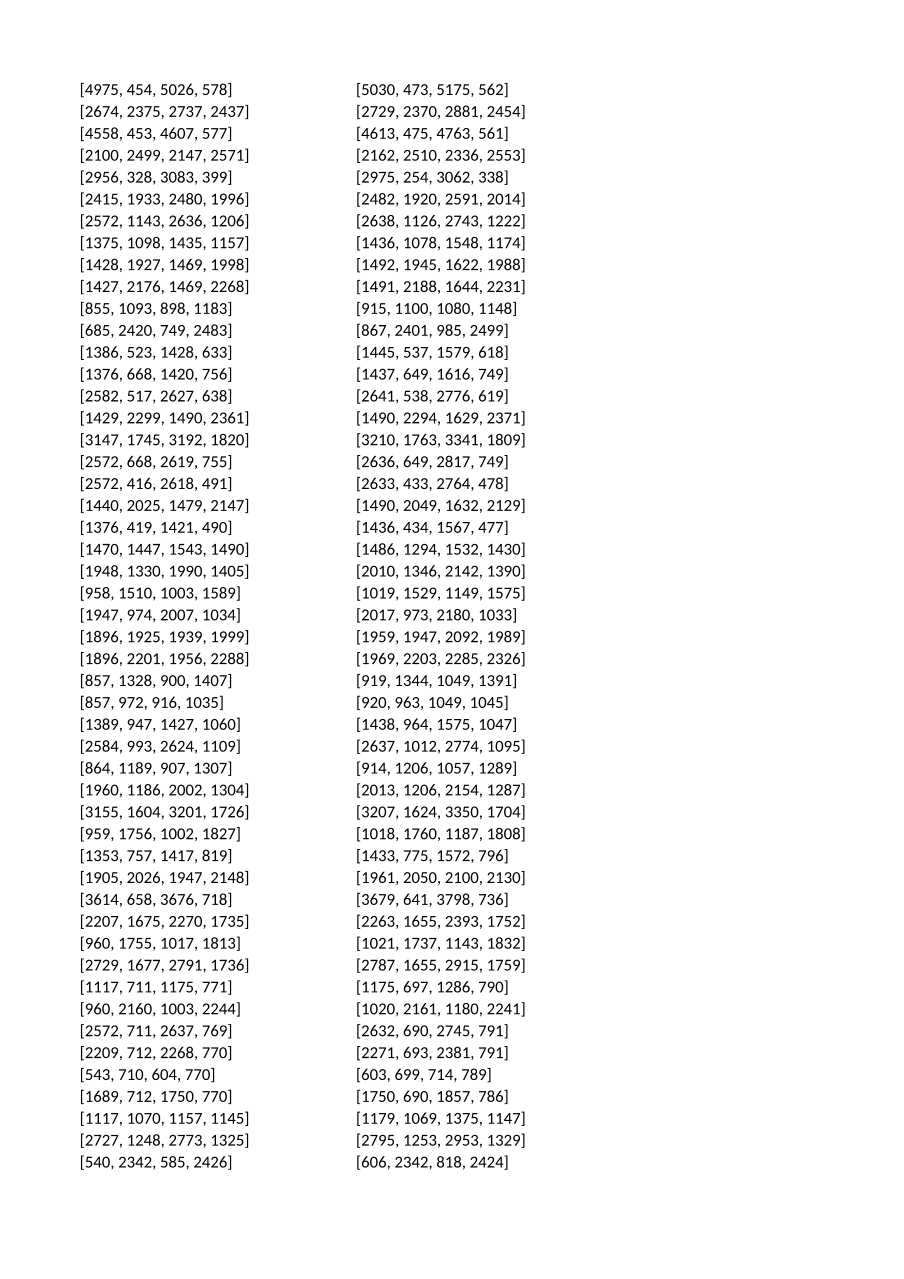 [4975, 454, 5026, 578] [5030, 473, 5175, 562]
[2674, 2375, 2737, 2437] [2729, 2370, 2881, 2454]
[4558, 453, 4607, 577] [4613, 475, 4763, 561]
[2100, 2499, 2147, 2571] [2162, 2510, 2336, 2553]
[2956, 328, 3083, 399] [2975, 254, 3062, 338]
[2415, 1933, 2480, 1996] [2482, 1920, 2591, 2014]
[2572, 1143, 2636, 1206] [2638, 1126, 2743, 1222]
[1375, 1098, 1435, 1157] [1436, 1078, 1548, 1174]
[1428, 1927, 1469, 1998] [1492, 1945, 1622, 1988]
[1427, 2176, 1469, 2268] [1491, 2188, 1644, 2231]
[855, 1093, 898, 1183] [915, 1100, 1080, 1148]
[685, 2420, 749, 2483] [867, 2401, 985, 2499]
[1386, 523, 1428, 633] [1445, 537, 1579, 618]
[1376, 668, 1420, 756] [1437, 649, 1616, 749]
[2582, 517, 2627, 638] [2641, 538, 2776, 619]
[1429, 2299, 1490, 2361] [1490, 2294, 1629, 2371]
[3147, 1745, 3192, 1820] [3210, 1763, 3341, 1809]
[2572, 668, 2619, 755] [2636, 649, 2817, 749]
[2572, 416, 2618, 491] [2633, 433, 2764, 478]
[1440, 2025, 1479, 2147] [1490, 2049, 1632, 2129]
[1376, 419, 1421, 490] [1436, 434, 1567, 477]
[1470, 1447, 1543, 1490] [1486, 1294, 1532, 1430]
[1948, 1330, 1990, 1405] [2010, 1346, 2142, 1390]
[958, 1510, 1003, 1589] [1019, 1529, 1149, 1575]
[1947, 974, 2007, 1034] [2017, 973, 2180, 1033]
[1896, 1925, 1939, 1999] [1959, 1947, 2092, 1989]
[1896, 2201, 1956, 2288] [1969, 2203, 2285, 2326]
[857, 1328, 900, 1407] [919, 1344, 1049, 1391]
[857, 972, 916, 1035] [920, 963, 1049, 1045]
[1389, 947, 1427, 1060] [1438, 964, 1575, 1047]
[2584, 993, 2624, 1109] [2637, 1012, 2774, 1095]
[864, 1189, 907, 1307] [914, 1206, 1057, 1289]
[1960, 1186, 2002, 1304] [2013, 1206, 2154, 1287]
[3155, 1604, 3201, 1726] [3207, 1624, 3350, 1704]
[959, 1756, 1002, 1827] [1018, 1760, 1187, 1808]
[1353, 757, 1417, 819] [1433, 775, 1572, 796]
[1905, 2026, 1947, 2148] [1961, 2050, 2100, 2130]
[3614, 658, 3676, 718] [3679, 641, 3798, 736]
[2207, 1675, 2270, 1735] [2263, 1655, 2393, 1752]
[960, 1755, 1017, 1813] [1021, 1737, 1143, 1832]
[2729, 1677, 2791, 1736] [2787, 1655, 2915, 1759]
[1117, 711, 1175, 771] [1175, 697, 1286, 790]
[960, 2160, 1003, 2244] [1020, 2161, 1180, 2241]
[2572, 711, 2637, 769] [2632, 690, 2745, 791]
[2209, 712, 2268, 770] [2271, 693, 2381, 791]
[543, 710, 604, 770] [603, 699, 714, 789]
[1689, 712, 1750, 770] [1750, 690, 1857, 786]
[1117, 1070, 1157, 1145] [1179, 1069, 1375, 1147]
[2727, 1248, 2773, 1325] [2795, 1253, 2953, 1329]
[540, 2342, 585, 2426] [606, 2342, 818, 2424]